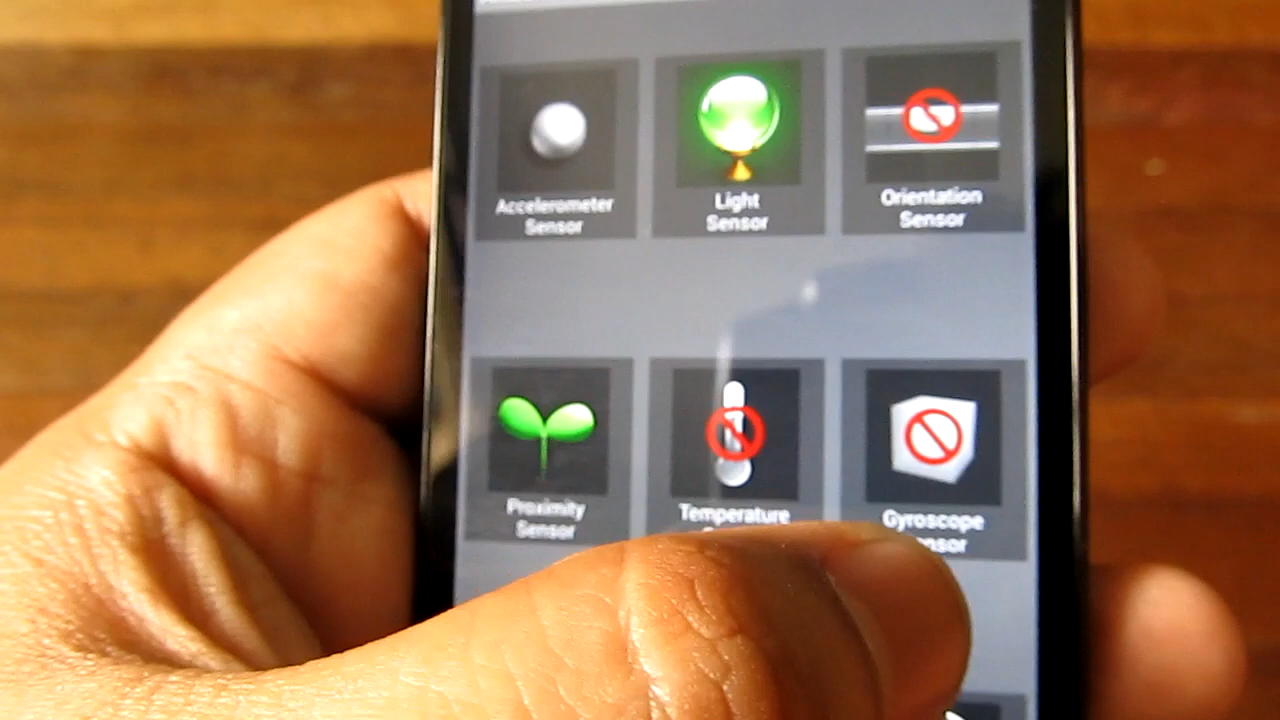 Accelerometer
Sensor
Light
Sensor
Orientation
Sensor
Proximity
Sensor
Temperature
Gyroscope